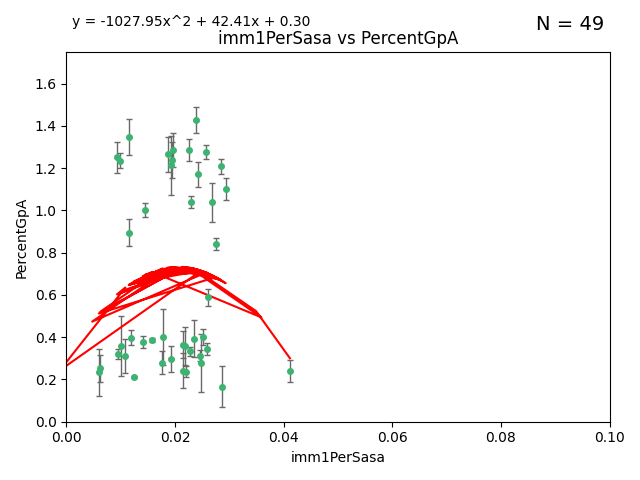 y = -1027.95x^2 + 42.41x + 0.30
N = 49
imm1PerSasa vs PercentGpA
PercentGpA
1.6
1.4
1.2
1.0
0.8
0.6
0.4
0.2
0.0
0.00 0.02 0.04 0.06 0.08 0.10
imm1PerSasa